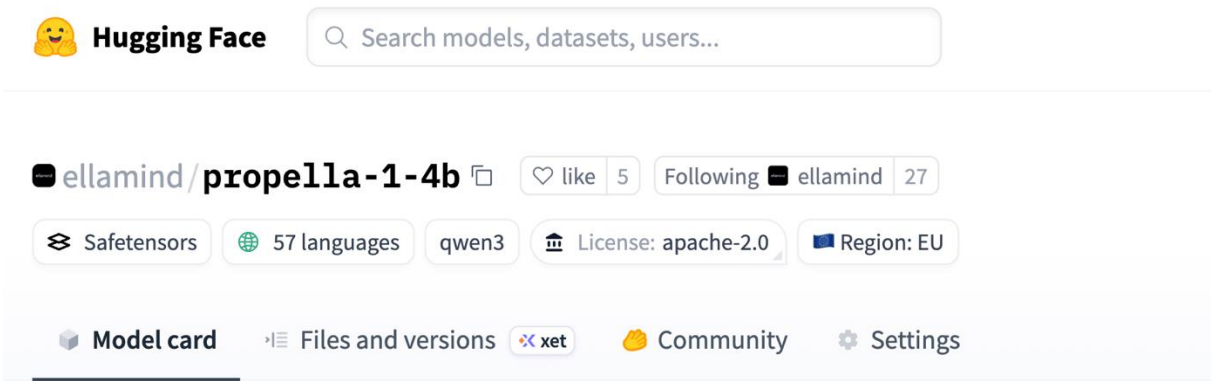 Hugging Face Search models, datasets, users...
ellamind/propella-1-4b like 5 Following ellamind 27
Safetensors 57 languages qwen3 License: apache-2.0 Region: EU
Model card Files and versions xet Community Settings